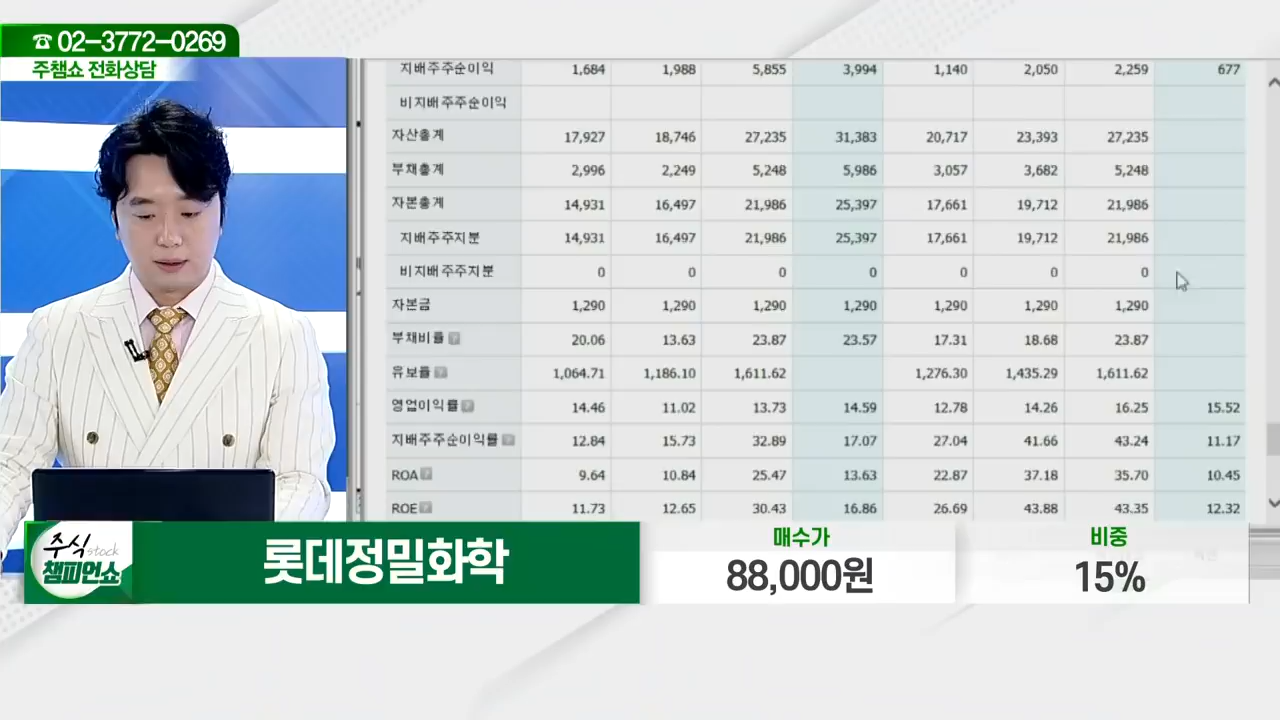 ☎ 02-3772-0269
주챔쇼 전화상담
지배주주순이익 1,684 1,988 5,855 3,994 1,140 2,050 2,259 677
비지배주주순이익
자산총계 17,927 18,746 27,235 31,383 20,717 23,393 27,235
부채총계 2,996 2,249 5,248 5,986 3,057 3,682 5,248
자본총계 14,931 16,497 21,986 25,397 17,661 19,712 21,986
지배주주지분 14,931 16,497 21,986 25,397 17,661 19,712 21,986
비지배주주지분 0 0 0 0 0 0 0
자본금 1,290 1,290 1,290 1,290 1,290 1,290 1,290
부채비율 20.06 13.63 23.87 23.57 17.31 18.68 23.87
유보율 1,064.71 1,186.10 1,611.62 1,276.30 1,435.29 1,611.62
영업이익률 14.46 11.02 13.73 14.59 12.78 14.26 16.25 15.52
지배주주순이익률 12.84 15.73 32.89 17.07 27.04 41.66 43.24 11.17
ROA 9.64 10.84 25.47 13.63 22.87 37.18 35.70 10.45
ROE 11.73 12.65 30.43 16.86 26.69 43.88 43.35 12.32
주식 stock
챔피언쇼
롯데정밀화학
매수가
88,000원
비중
15%